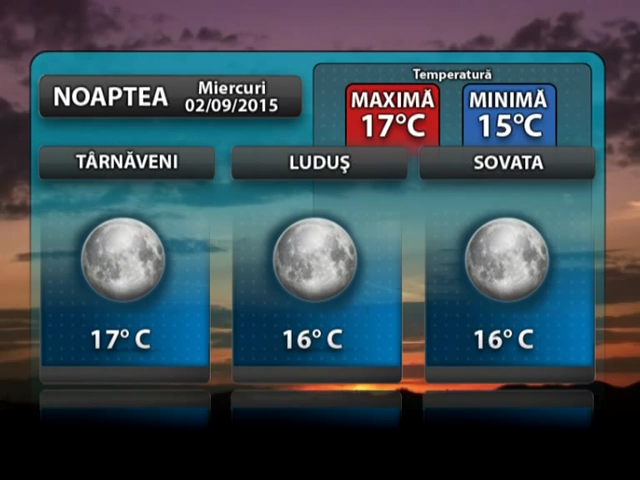 NOAPTEA
Miercuri
02/09/2015
Temperatură
MAXIMĂ
17°C
MINIMĂ
15°C
TÂRNĂVENI
LUDUŞ
SOVATA
17° C
16° C
16° C